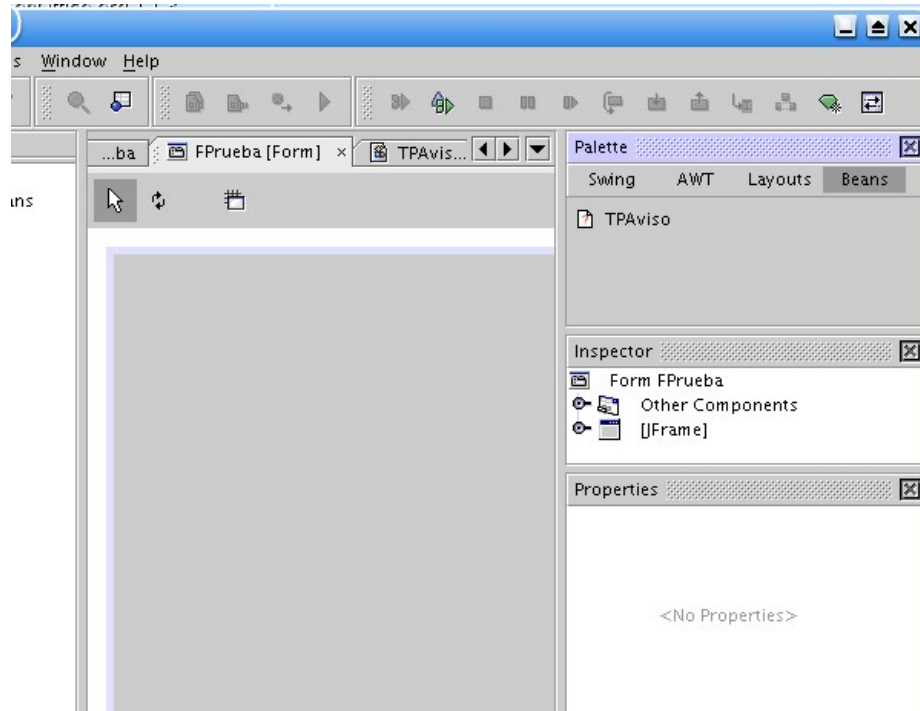 s Window Help
...ba FPrueba [Form] × TPAvis...
Palette
Swing AWT Layouts Beans
ans
TPAviso
Inspector
Form FPrueba
Other Components
[JFrame]
Properties
<No Properties>